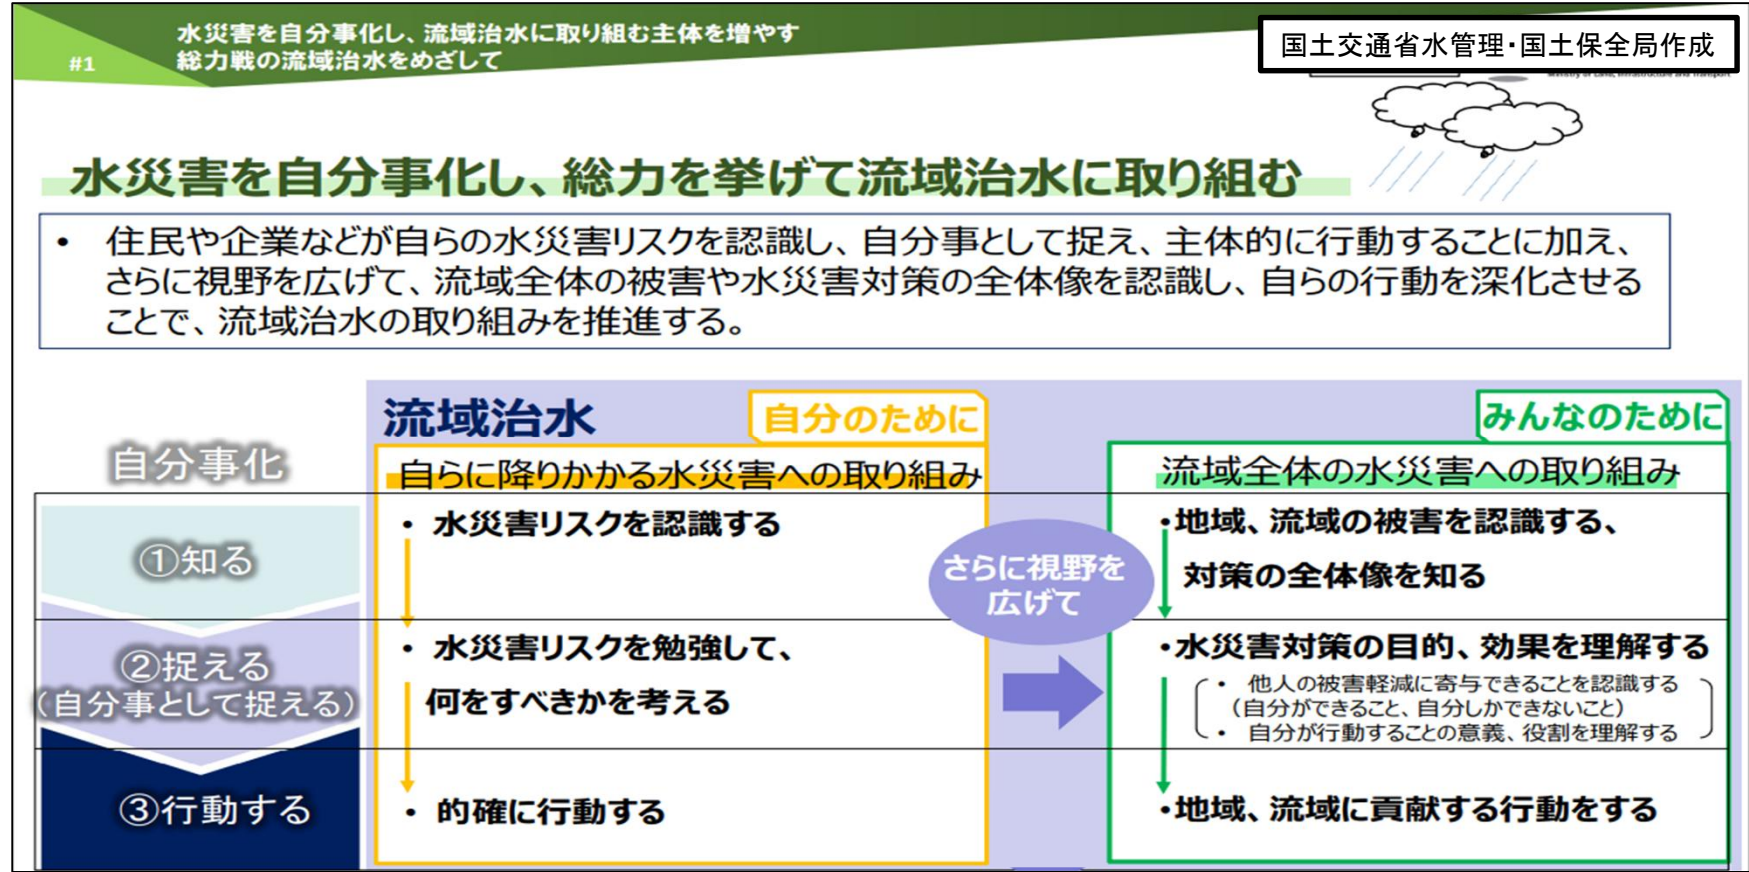 水災害を自分事化し、流域治水に取り組む主体を増やす
#1
総力戦の流域治水をめざして
国土交通省水管理・国土保全局作成
Ministry of Land, Infrastructure and Transport
水災害を自分事化し、総力を挙げて流域治水に取り組む
• 住民や企業などが自らの水災害リスクを認識し、自分事として捉え、主体的に行動することに加え、
さらに視野を広げて、流域全体の被害や水災害対策の全体像を認識し、自らの行動を深化させる
ことで、流域治水の取り組みを推進する。
流域治水
自分のために
みんなのために
自分事化
自らに降りかかる水災害への取り組み
流域全体の水災害への取り組み
①知る
・ 水災害リスクを認識する
さらに視野を
広げて
・地域、流域の被害を認識する、
対策の全体像を知る
②捉える
（自分事として捉える）
・ 水災害リスクを勉強して、
何をすべきかを考える
・水災害対策の目的、効果を理解する
• 他人の被害軽減に寄与できることを認識する
（自分ができること、自分しかできないこと）
• 自分が行動することの意義、役割を理解する
③行動する
・ 的確に行動する
・地域、流域に貢献する行動をする